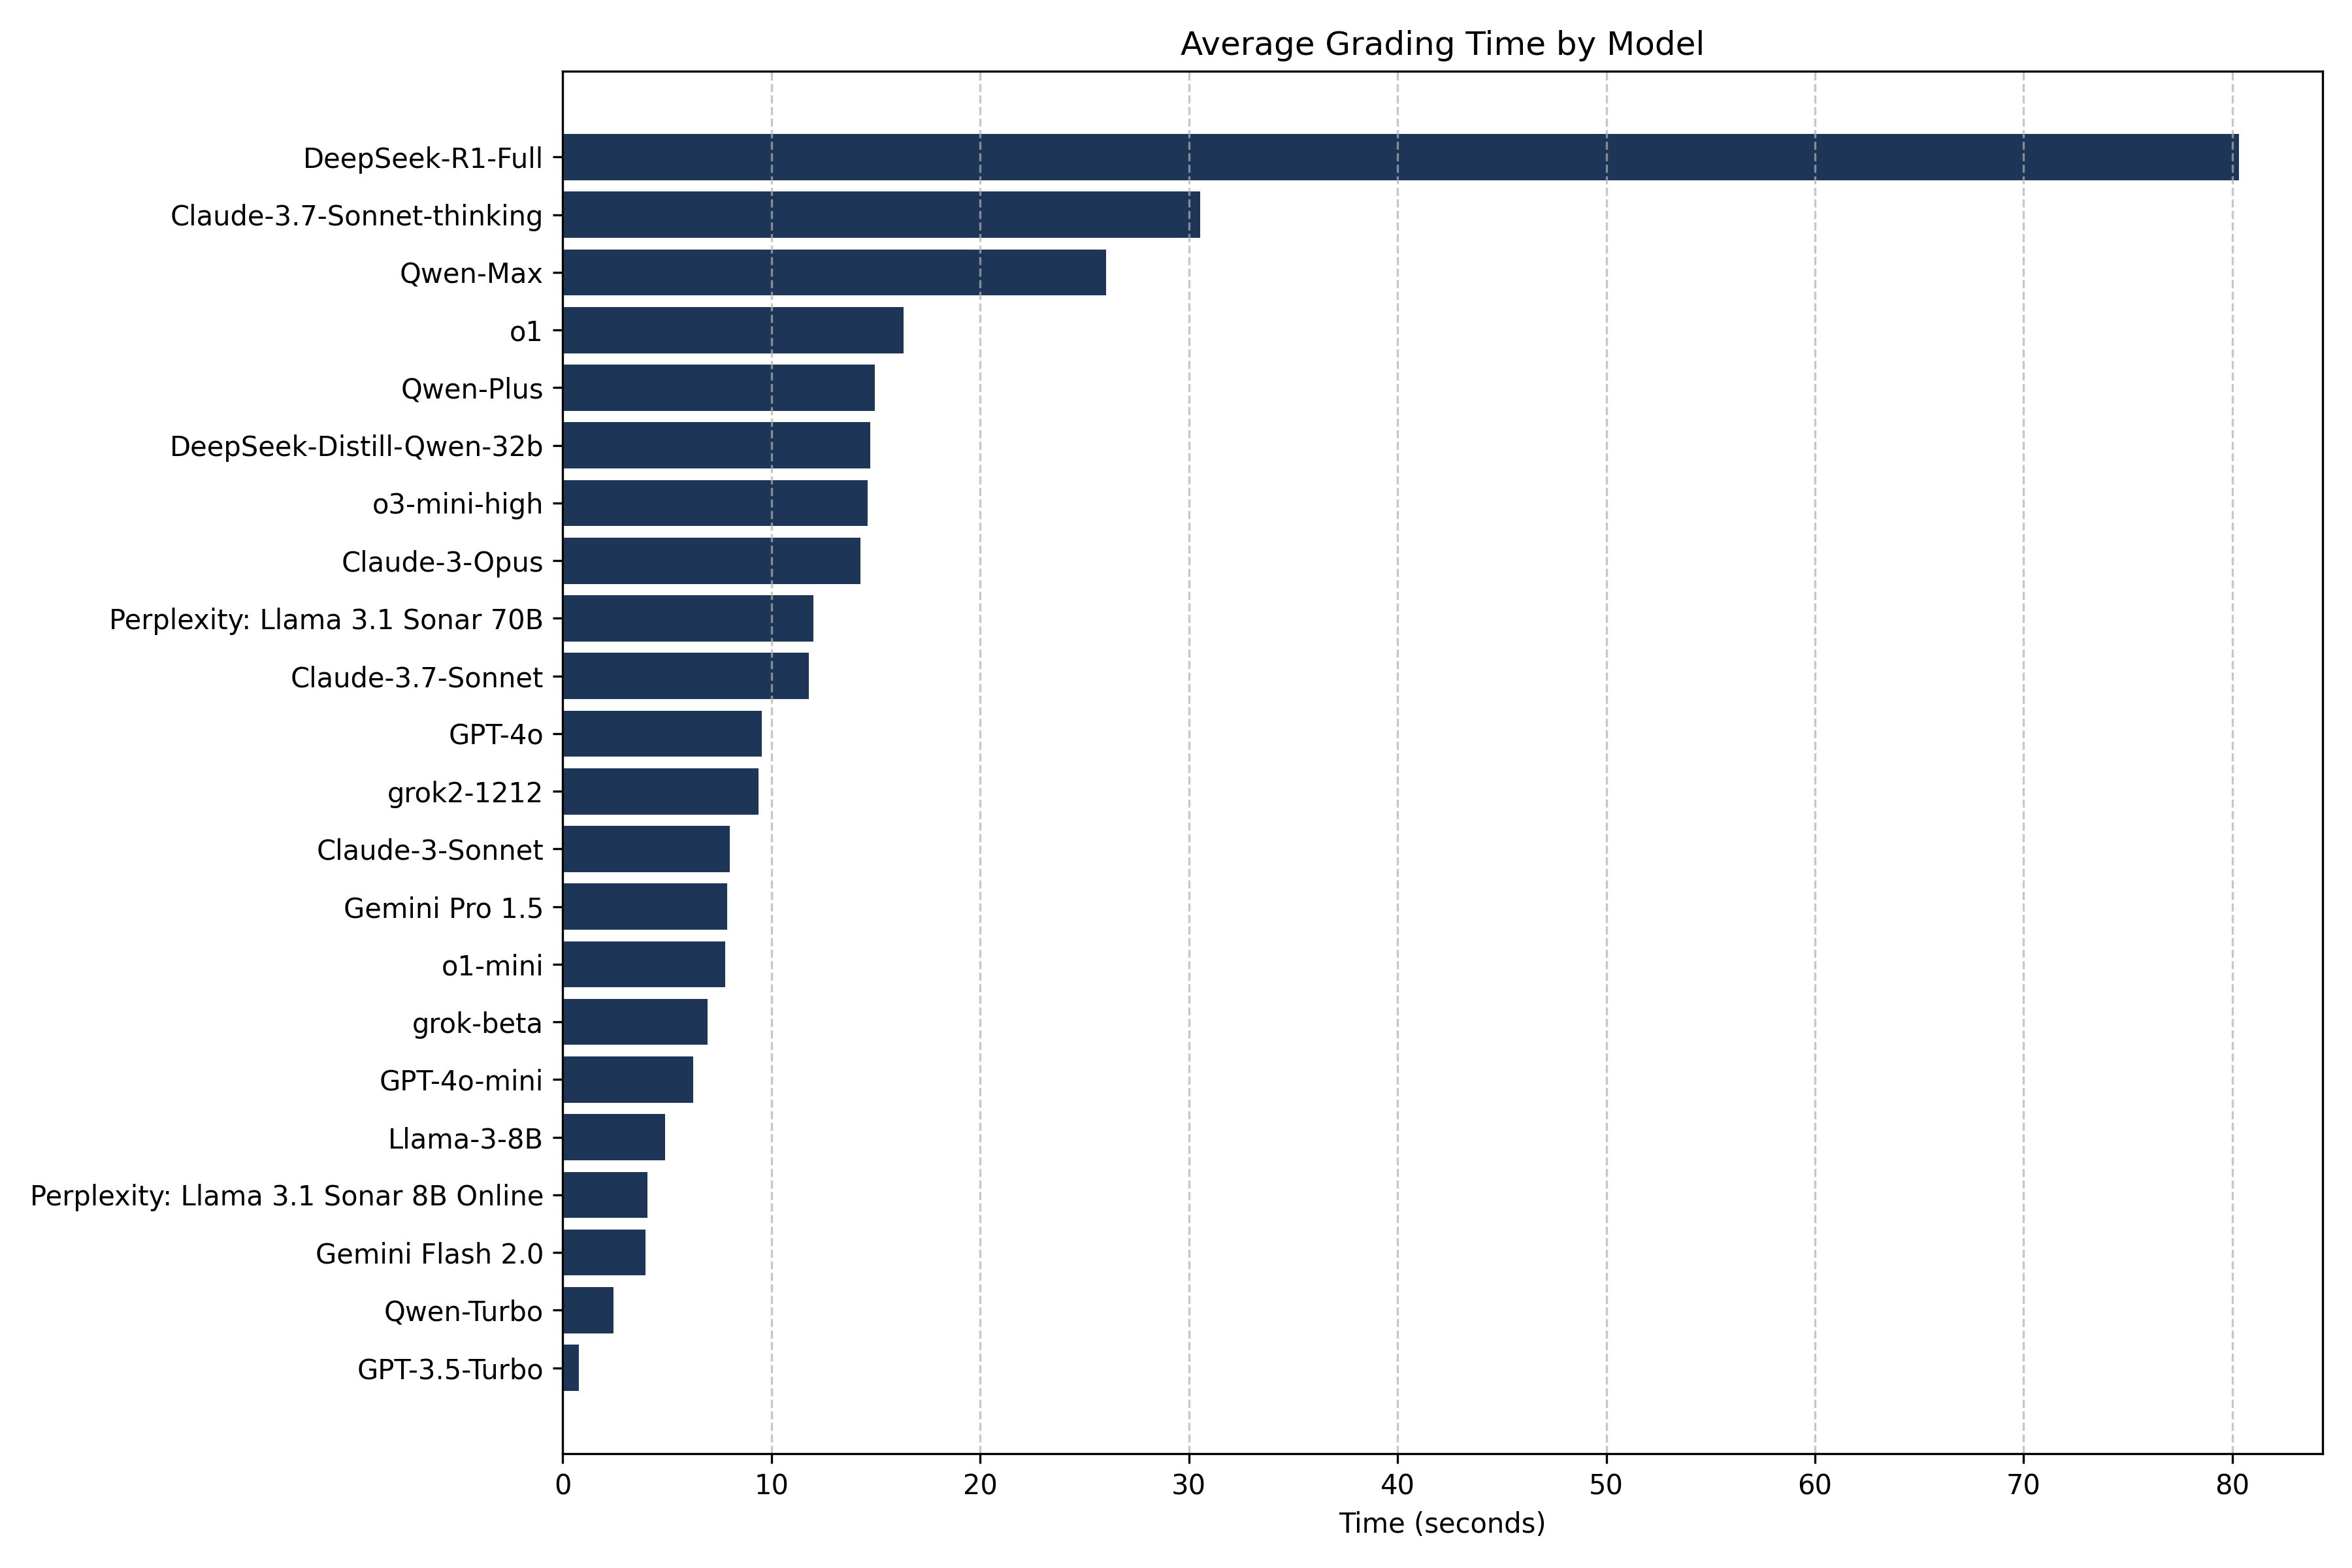 Average Grading Time by Model
DeepSeek-R1-Full
Claude-3.7-Sonnet-thinking
Qwen-Max
o1
Qwen-Plus
DeepSeek-Distill-Qwen-32b
o3-mini-high
Claude-3-Opus
Perplexity: Llama 3.1 Sonar 70B
Claude-3.7-Sonnet
GPT-4o
grok2-1212
Claude-3-Sonnet
Gemini Pro 1.5
o1-mini
grok-beta
GPT-4o-mini
Llama-3-8B
Perplexity: Llama 3.1 Sonar 8B Online
Gemini Flash 2.0
Qwen-Turbo
GPT-3.5-Turbo
0 10 20 30 40 50 60 70 80
Time (seconds)